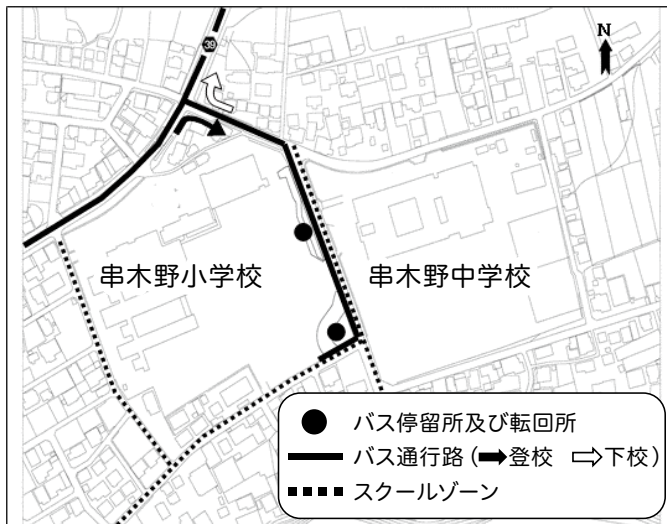 39
N
串木野小学校
串木野中学校
バス停留所及び転回所
バス通行路(➡登校 ⇨下校)
スクールゾーン